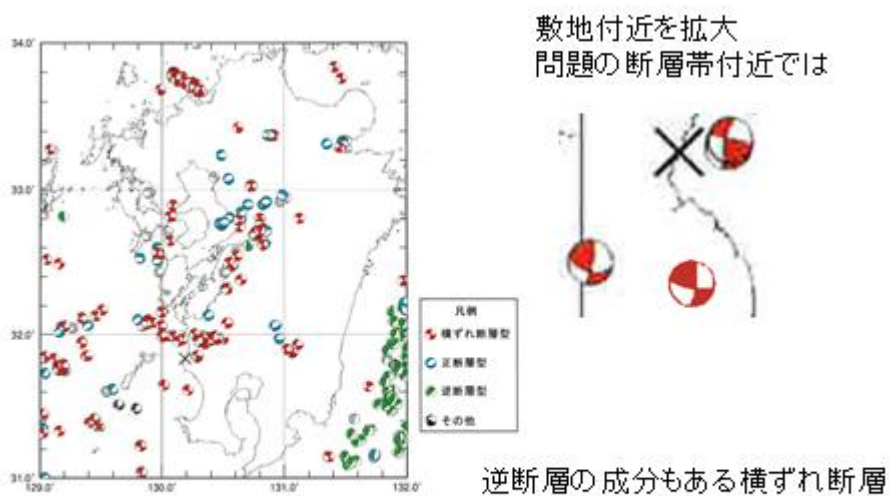 敷地付近を拡大
問題の断層帯付近では
34.0゚
33.0゚
32.0゚
31.0゚
129.0゚
130.0゚
131.0゚
132.0゚
凡例
横ずれ断層型
正断層型
逆断層型
その他
逆断層の成分もある横ずれ断層